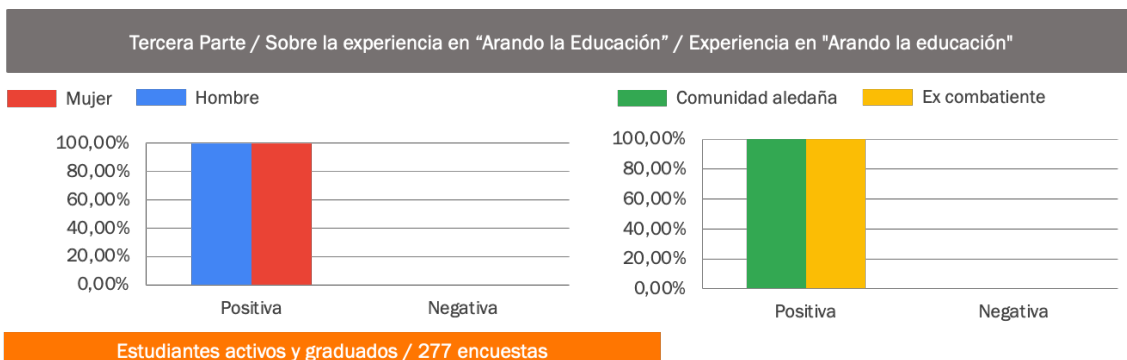 Tercera Parte / Sobre la experiencia en “Arando la Educación” / Experiencia en "Arando la educación"
Mujer
Hombre
100,00%
80,00%
60,00%
40,00%
20,00%
0,00%
Positiva
Negativa
Comunidad aledaña
Ex combatiente
100,00%
80,00%
60,00%
40,00%
20,00%
0,00%
Positiva
Negativa
Estudiantes activos y graduados / 277 encuestas